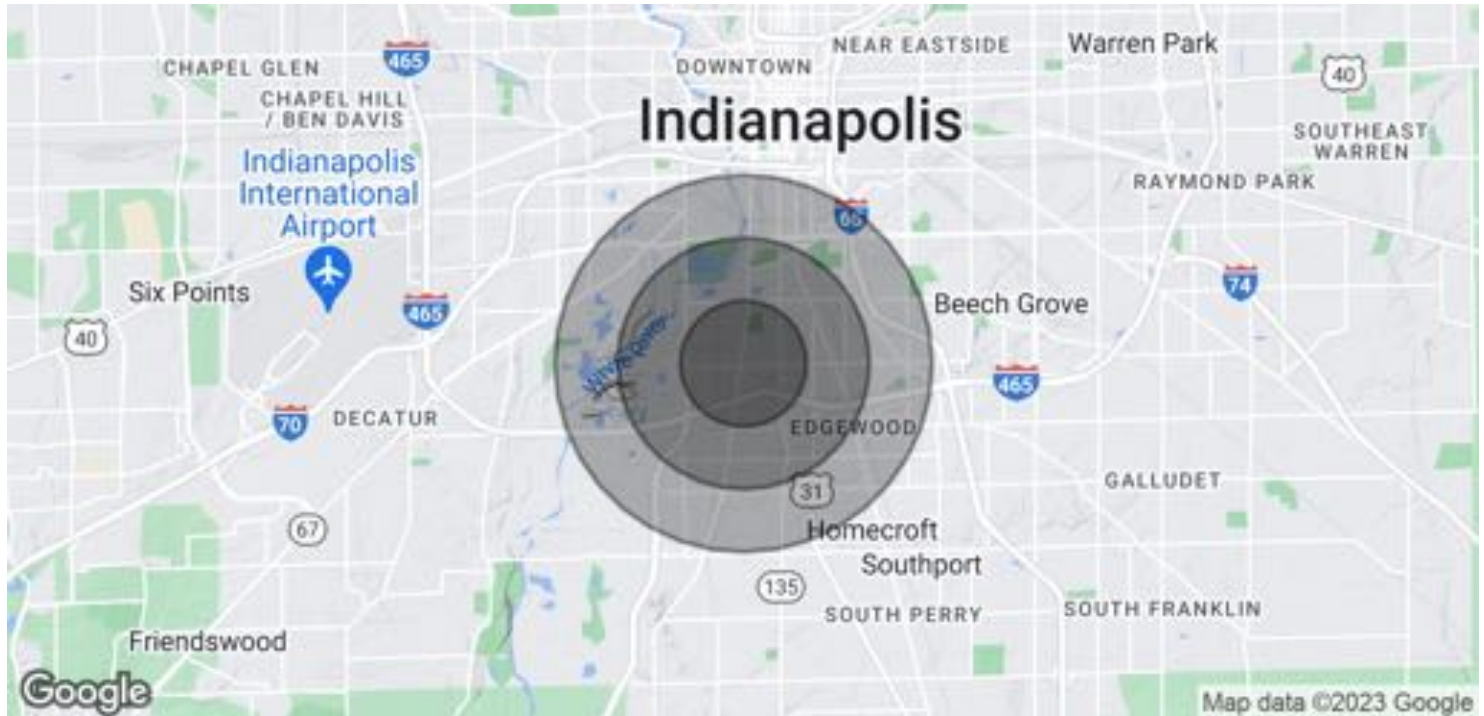 NEAR EASTSIDE
Warren Park
465
CHAPEL GLEN
DOWNTOWN
40
CHAPEL HILL
/ BEN DAVIS
Indianapolis
SOUTHEAST
WARREN
Indianapolis
International
Airport
RAYMOND PARK
65
Six Points
74
465
Beech Grove
40
465
DECATUR
70
EDGEWOOD
GALLUDET
31
67
Homecroft
Southport
135
SOUTH PERRY
SOUTH FRANKLIN
Friendswood
Google
Map data ©2023 Google